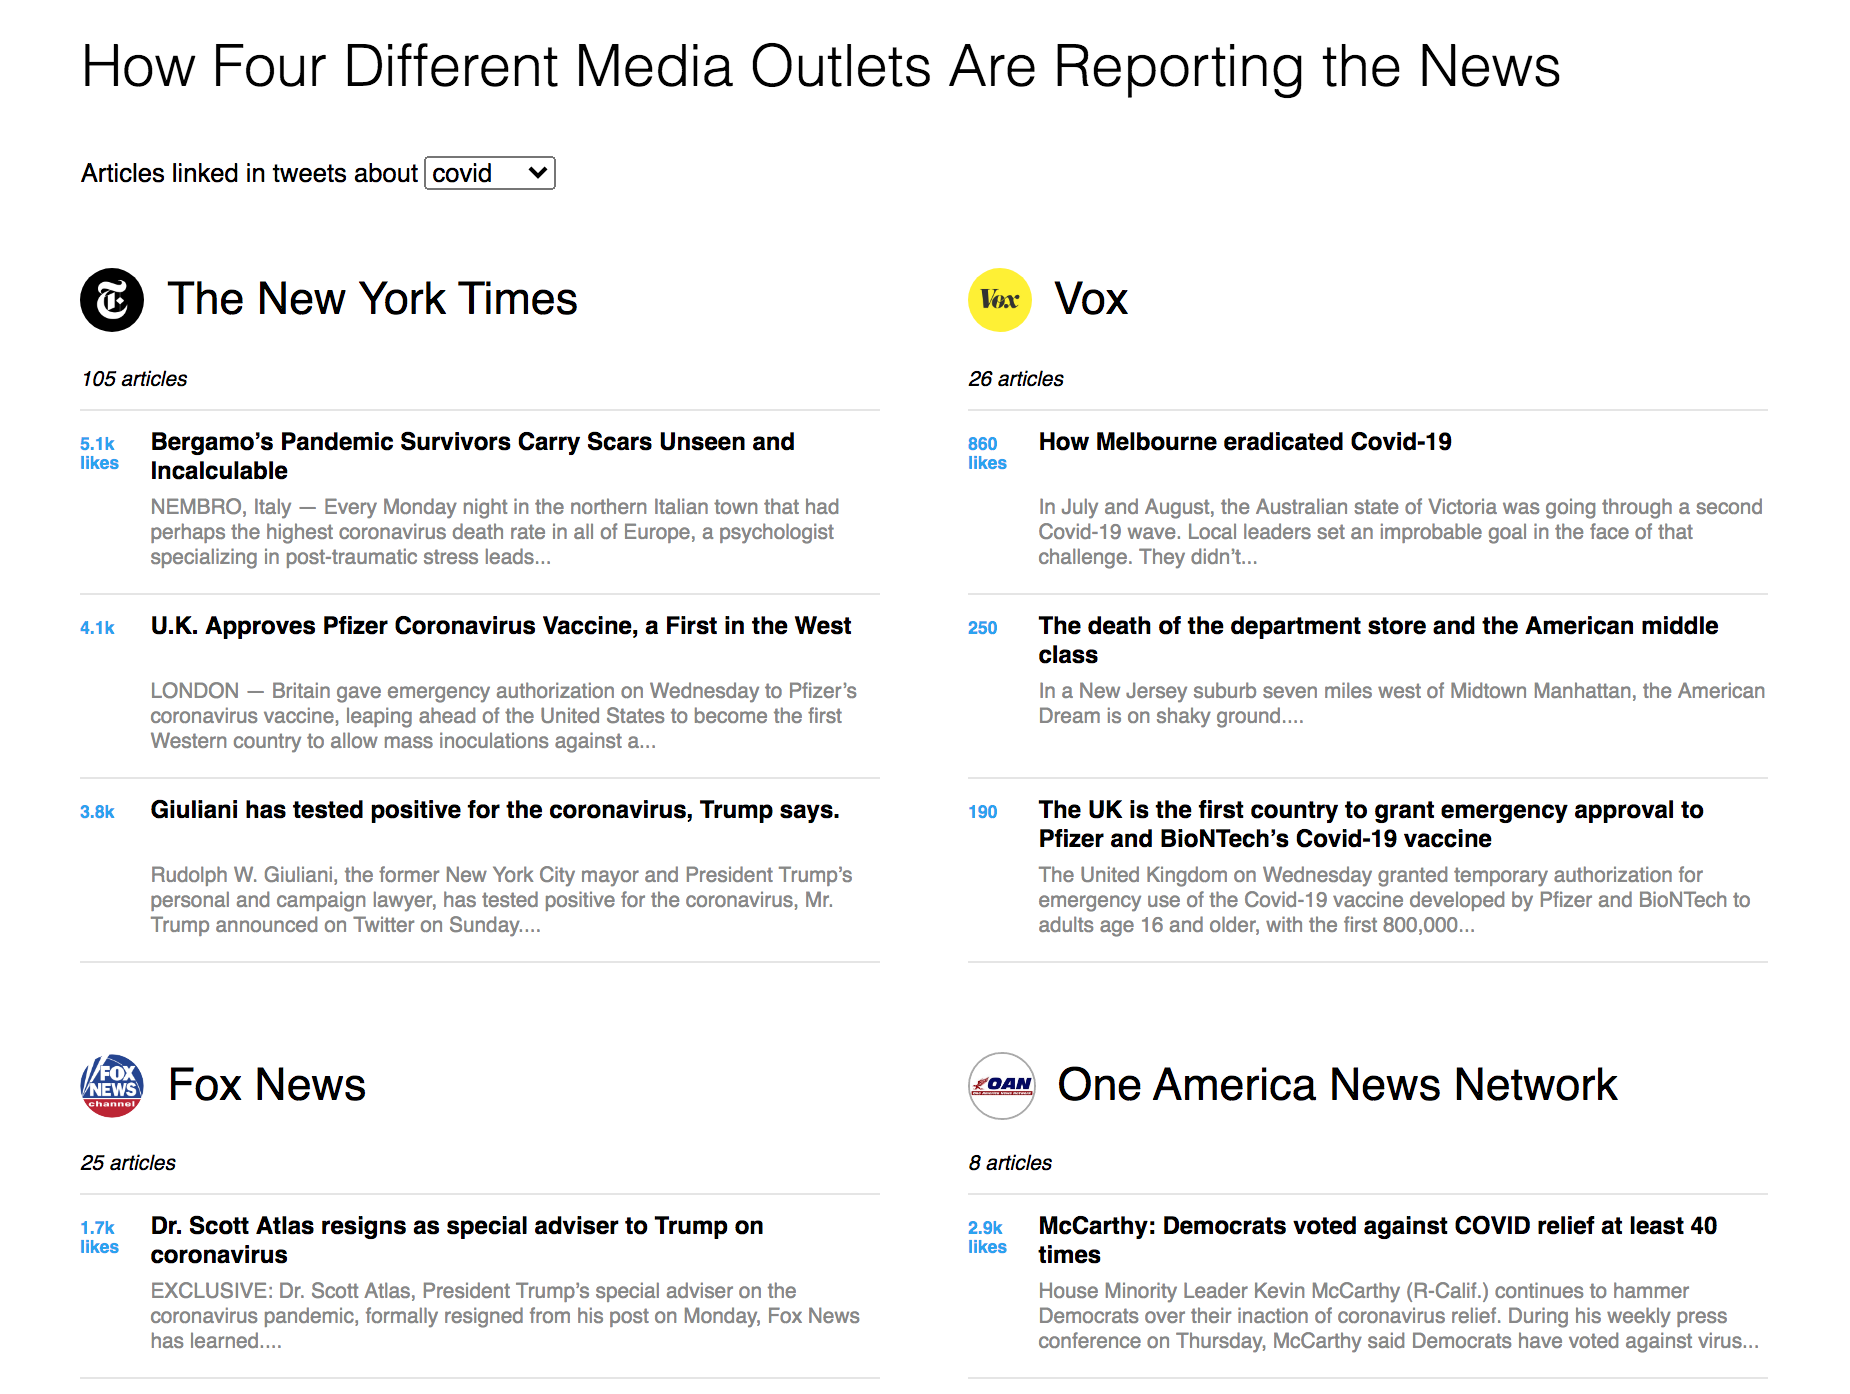 How Four Different Media Outlets Are Reporting the News
Articles linked in tweets about covid
The New York Times
105 articles
5.1k likes
Bergamo’s Pandemic Survivors Carry Scars Unseen and
Incalculable
NEMBRO, Italy — Every Monday night in the northern Italian town that had
perhaps the highest coronavirus death rate in all of Europe, a psychologist
specializing in post-traumatic stress leads...
4.1k
U.K. Approves Pfizer Coronavirus Vaccine, a First in the West
LONDON — Britain gave emergency authorization on Wednesday to Pfizer’s
coronavirus vaccine, leaping ahead of the United States to become the first
Western country to allow mass inoculations against a...
3.8k
Giuliani has tested positive for the coronavirus, Trump says.
Rudolph W. Giuliani, the former New York City mayor and President Trump’s
personal and campaign lawyer, has tested positive for the coronavirus, Mr.
Trump announced on Twitter on Sunday....
Vox
Vox
26 articles
860
likes
How Melbourne eradicated Covid-19
In July and August, the Australian state of Victoria was going through a second
Covid-19 wave. Local leaders set an improbable goal in the face of that
challenge. They didn’t...
250
The death of the department store and the American middle
class
In a New Jersey suburb seven miles west of Midtown Manhattan, the American
Dream is on shaky ground....
190
The UK is the first country to grant emergency approval to
Pfizer and BioNTech’s Covid-19 vaccine
The United Kingdom on Wednesday granted temporary authorization for
emergency use of the Covid-19 vaccine developed by Pfizer and BioNTech to
adults age 16 and older, with the first 800,000...
FOX
NEWS
channel
Fox News
25 articles
1.7k
likes
Dr. Scott Atlas resigns as special adviser to Trump on
coronavirus
EXCLUSIVE: Dr. Scott Atlas, President Trump’s special adviser on the
coronavirus pandemic, formally resigned from his post on Monday, Fox News
has learned....
OAN
One America News Network
8 articles
2.9k
likes
McCarthy: Democrats voted against COVID relief at least 40
times
House Minority Leader Kevin McCarthy (R-Calif.) continues to hammer
Democrats over their inaction of coronavirus relief. During his weekly press
conference on Thursday, McCarthy said Democrats have voted against virus...